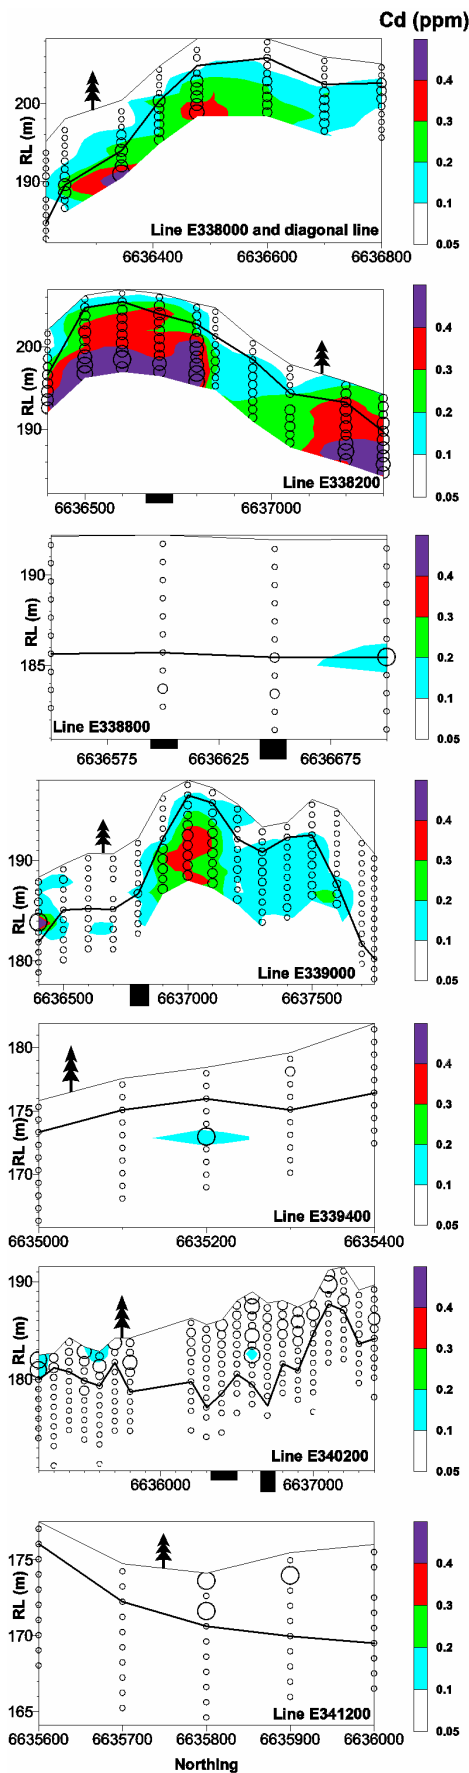 Cd (ppm)
0.4
0.3
0.2
0.1
0.05
RL (m)
200
190
Line E338000 and diagonal line
6636400 6636600 6636800
0.4
0.3
0.2
0.1
0.05
RL (m)
200
190
Line E338200
6636500 6637000
0.4
0.3
0.2
0.1
0.05
RL (m)
190
185
Line E338800
6636575 6636625 6636675
0.4
0.3
0.2
0.1
0.05
RL (m)
190
180
Line E339000
6636500 6637000 6637500
0.4
0.3
0.2
0.1
0.05
RL (m)
180
175
170
Line E339400
6635000 6635200 6635400
0.4
0.3
0.2
0.1
0.05
RL (m)
190
180
Line E340200
6636000 6637000
0.4
0.3
0.2
0.1
0.05
RL (m)
175
170
165
Line E341200
6635600 6635700 6635800 6635900 6636000
Northing